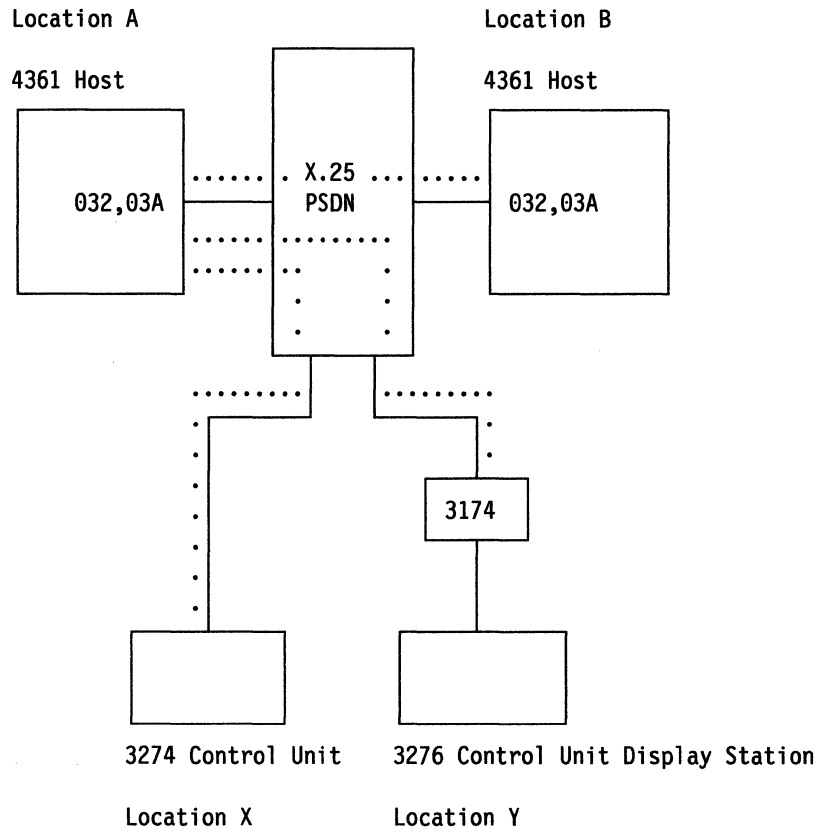 Location A
Location B
4361 Host
4361 Host
X.25
PSDN
032,03A
032,03A
3174
3274 Control Unit
3276 Control Unit Display Station
Location X
Location Y